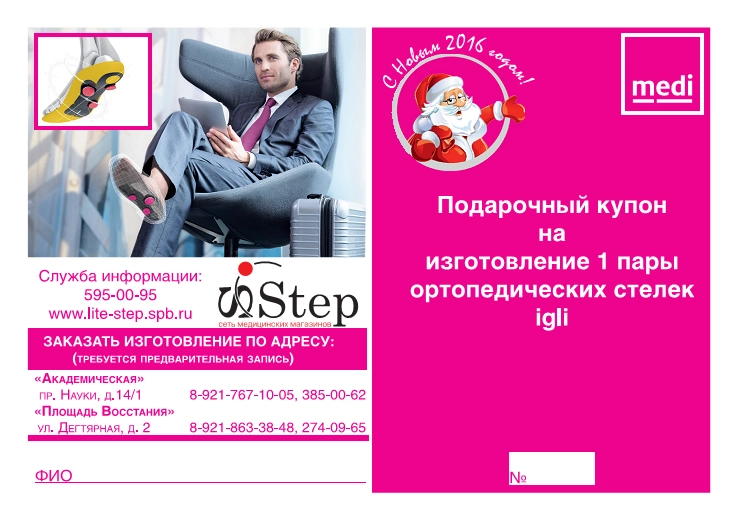 Служба информации:
595-00-95
www.lite-step.spb.ru
Step
сеть медицинских магазинов
ЗАКАЗАТЬ ИЗГОТОВЛЕНИЕ ПО АДРЕСУ:
(ТРЕБУЕТСЯ ПРЕДВАРИТЕЛЬНАЯ ЗАПИСЬ)
«АКАДЕМИЧЕСКАЯ»
ПР. НАУКИ, Д.14/1 8-921-767-10-05, 385-00-62
«ПЛОЩАДЬ ВОССТАНИЯ»
УЛ. ДЕГТЯРНАЯ, Д. 2 8-921-863-38-48, 274-09-65
ФИО
С Новым 2016 годом!
medi
Подарочный купон
на
изготовление 1 пары
ортопедических стелек
igli
№